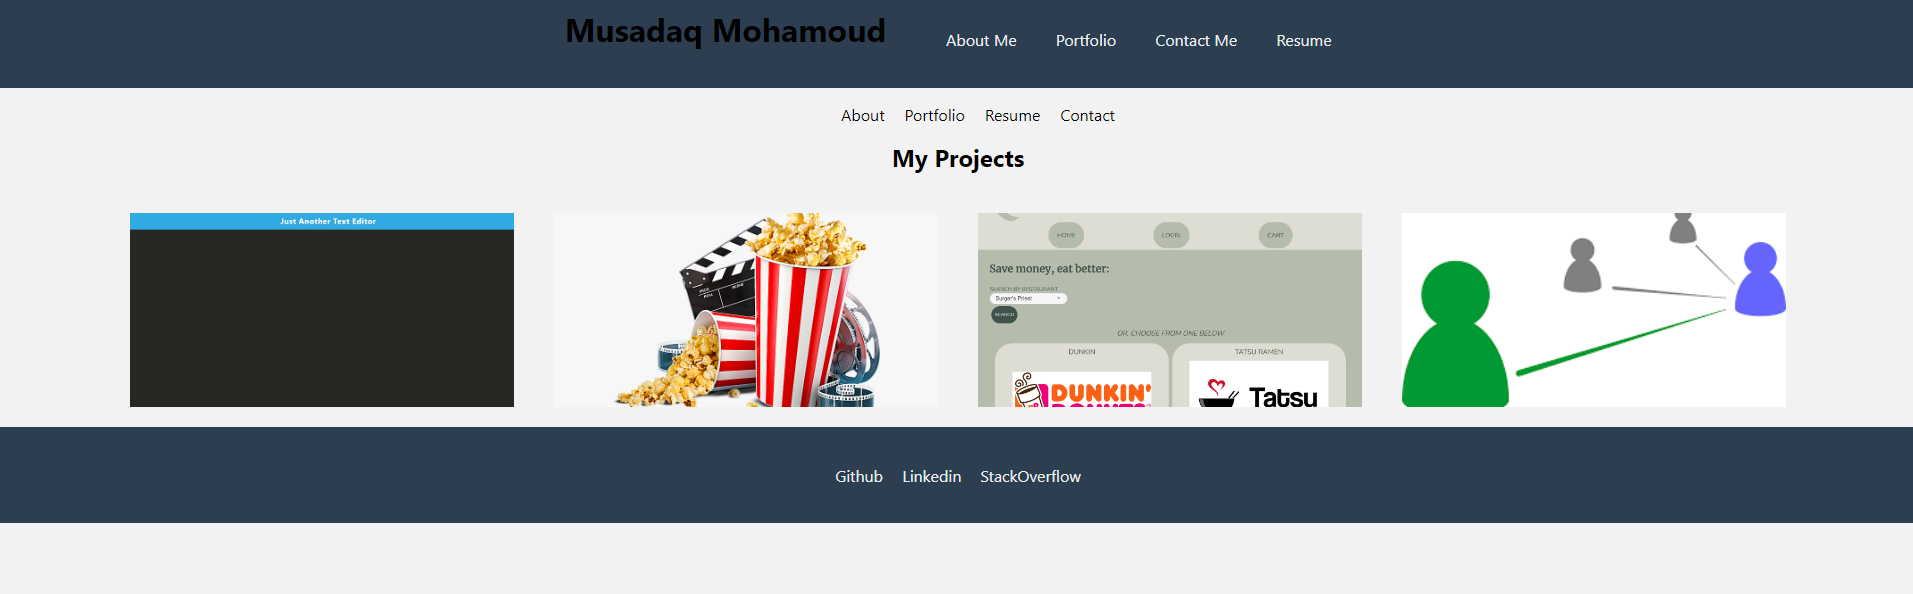 Musadaq Mohamoud
About Me Portfolio Contact Me Resume
About Portfolio Resume Contact
My Projects
Just Another Text Editor
HOME LOGIN CART
Save money, eat better:
SEARCH BY RESTAURANT
Burger's Priest
SEARCH
OR, CHOOSE FROM ONE BELOW
DUNKIN TATSU RAMEN
DUNKIN'
DONUTS
Tatsu
Github Linkedin StackOverflow